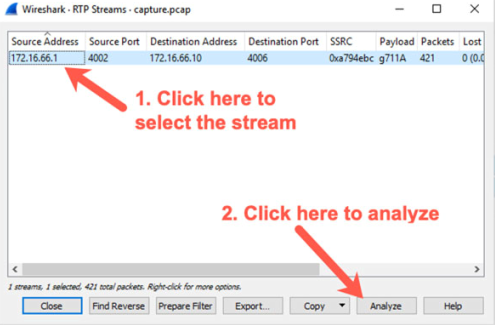 Wireshark · RTP Streams · capture.pcap
Source Address Source Port Destination Address Destination Port SSRC Payload Packets Lost
172.16.66.1 4002 172.16.66.10 4006 0xa794ebc g711A 421 0 (0.0
1. Click here to
select the stream
2. Click here to analyze
1 streams, 1 selected, 421 total packets. Right-click for more options.
Close Find Reverse Prepare Filter Export... Copy Analyze Help